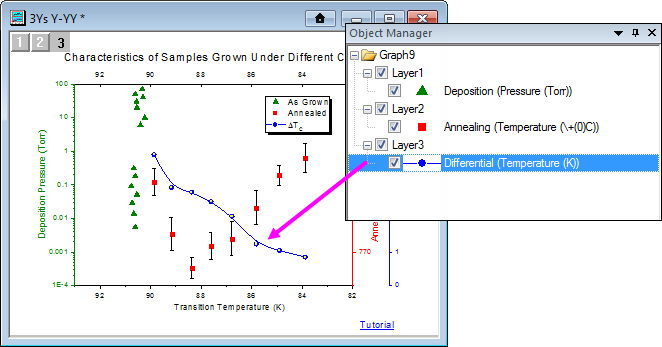 3Ys Y-YY *
1 2 3
Characteristics of Samples Grown Under Different C
92 90 88 86 84
As Grown
Annealed
ΔTc
100
10
1
0.1
0.01
0.001
1E-4
Deposition Pressure (Torr)
770
Anne
1
0
92 90 88 86 84 82
Transition Temperature (K)
Tutorial
Object Manager
Graph9
Layer1
Deposition (Pressure (Torr))
Layer2
Annealing (Temperature (\+(0)C))
Layer3
Differential (Temperature (K))